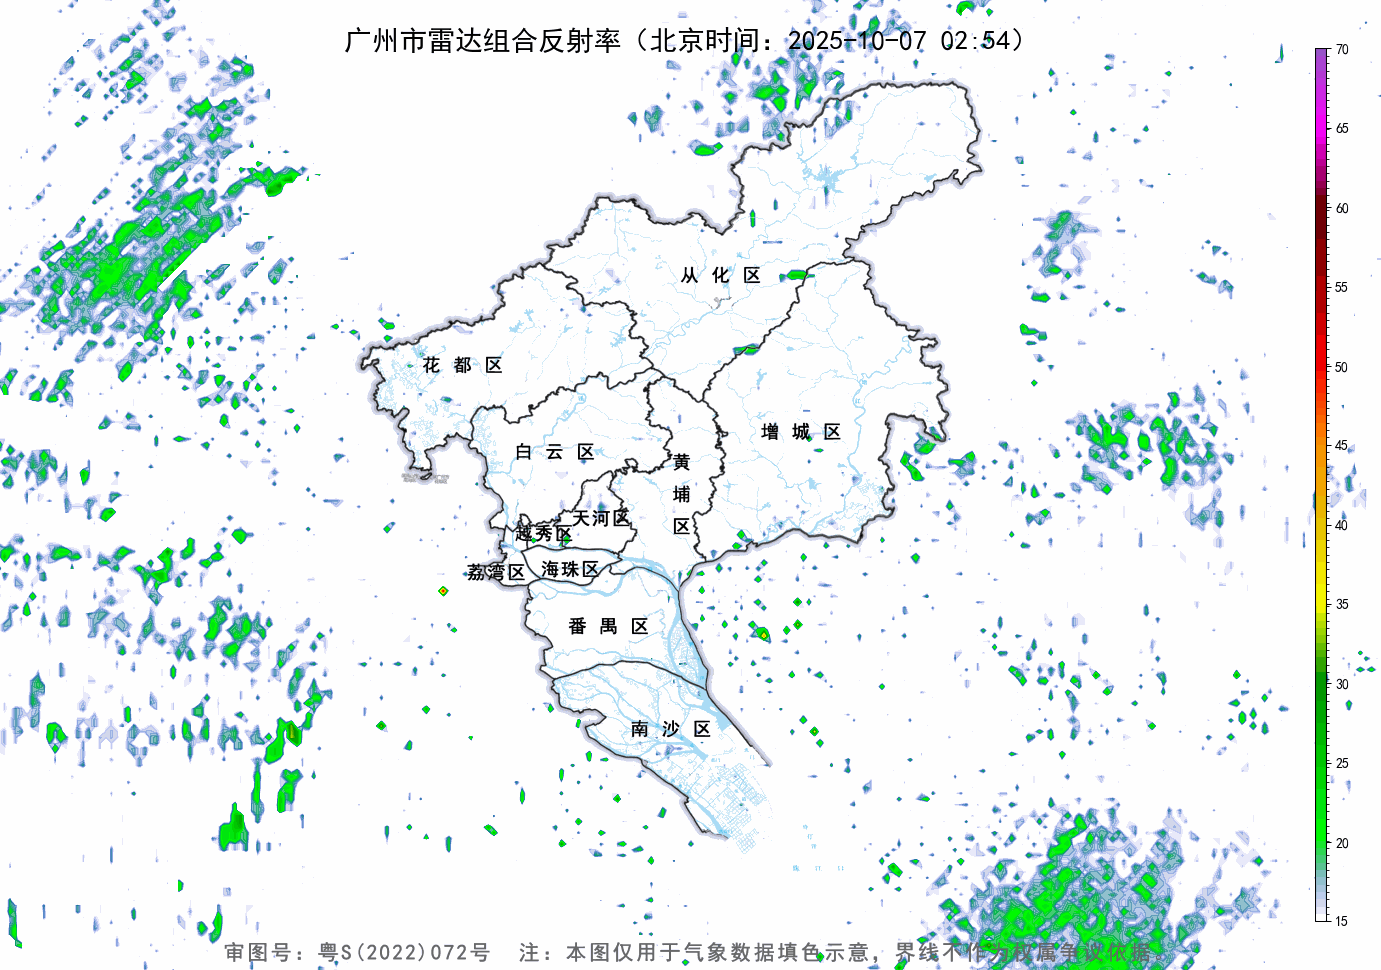 广州市雷达组合反射率（北京时间：2025-10-07 02:54）
70
65
60
55
50
45
40
35
30
25
20
15
从化区
花都区
增城区
白云区
黄埔区
天河区
越秀区
荔湾区
海珠区
番禺区
南沙区
审图号：粤S(2022)072号 注：本图仅用于气象数据填色示意，界线不作为权属争议依据。